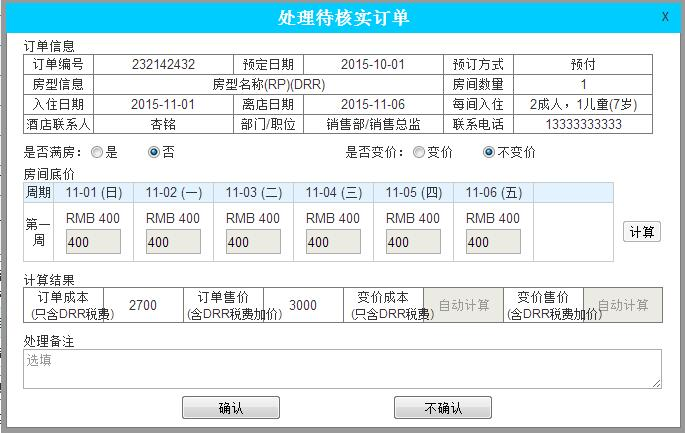 处理待核实订单 X
订单信息
订单编号 232142432 预定日期 2015-10-01 预订方式 预付
房型信息 房型名称(RP)(DRR) 房间数量 1
入住日期 2015-11-01 离店日期 2015-11-06 每间入住 2成人，1儿童(7岁)
酒店联系人 杏铭 部门/职位 销售部/销售总监 联系电话 13333333333
是否满房： 是 否 是否变价： 变价 不变价
房间底价
周期 11-01 (日) 11-02 (一) 11-03 (二) 11-04 (三) 11-05 (四) 11-06 (五)
第一周 RMB 400 RMB 400 RMB 400 RMB 400 RMB 400 RMB 400
400 400 400 400 400 400 计算
计算结果
订单成本 2700 订单售价 3000 变价成本 自动计算 变价售价 自动计算
(只含DRR税费) (含DRR税费加价) (只含DRR税费) (含DRR税费加价)
处理备注
选填
确认 不确认